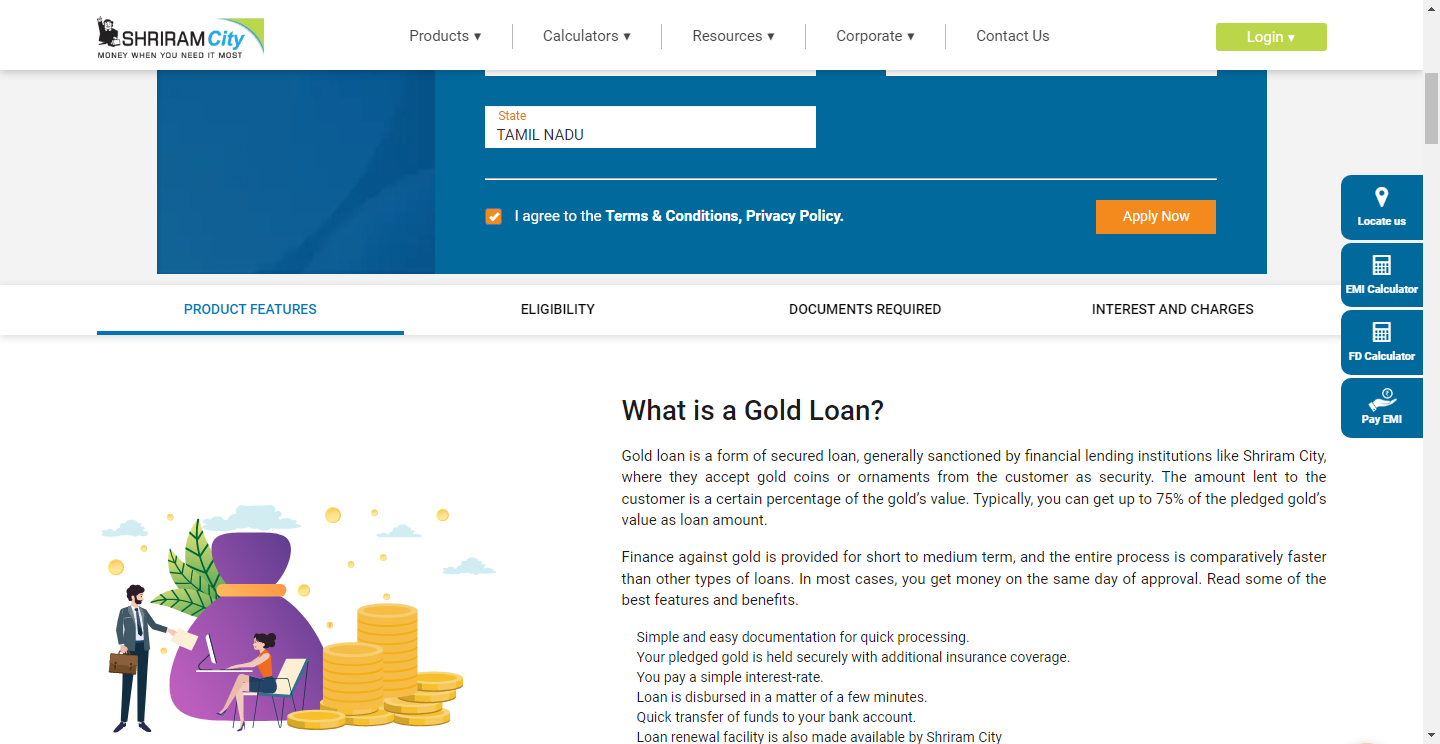 SHRIRAM City
MONEY WHEN YOU NEED IT MOST
Products ▾
Calculators ▾
Resources ▾
Corporate ▾
Contact Us
Login ▾
State
TAMIL NADU
I agree to the Terms & Conditions, Privacy Policy.
Apply Now
Locate us
EMI Calculator
FD Calculator
Pay EMI
PRODUCT FEATURES
ELIGIBILITY
DOCUMENTS REQUIRED
INTEREST AND CHARGES
What is a Gold Loan?
Gold loan is a form of secured loan, generally sanctioned by financial lending institutions like Shriram City,
where they accept gold coins or ornaments from the customer as security. The amount lent to the
customer is a certain percentage of the gold’s value. Typically, you can get up to 75% of the pledged gold’s
value as loan amount.
Finance against gold is provided for short to medium term, and the entire process is comparatively faster
than other types of loans. In most cases, you get money on the same day of approval. Read some of the
best features and benefits.
Simple and easy documentation for quick processing.
Your pledged gold is held securely with additional insurance coverage.
You pay a simple interest-rate.
Loan is disbursed in a matter of a few minutes.
Quick transfer of funds to your bank account.
Loan renewal facility is also made available by Shriram City